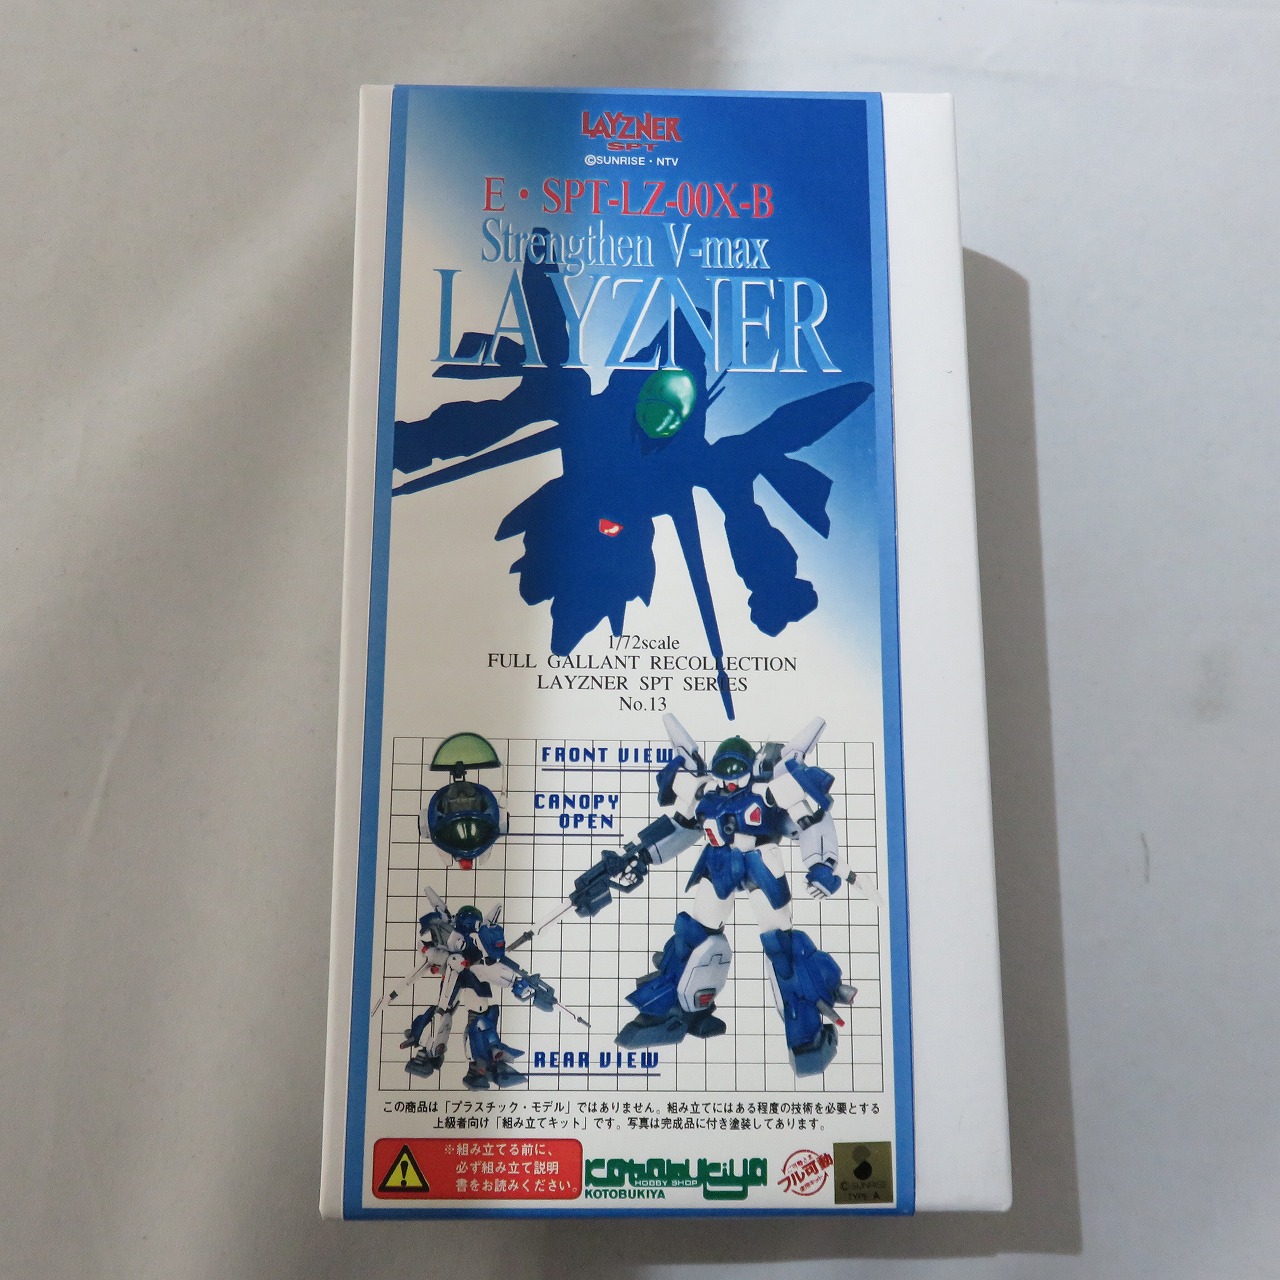 LAYZNER
SPT
©SUNRISE・NTV
E・SPT-LZ-00X-B
Strengthen V-max
LAYZNER
1/72scale
FULL GALLANT RECOLLECTION
LAYZNER SPT SERIES
No.13
FRONT VIEW
CANOPY
OPEN
REAR VIEW
この商品は「プラスチック・モデル」ではありません。組み立てにはある程度の技術を必要とする
上級者向け「組み立てキット」です。写真は完成品に付き塗装してあります。
※組み立てる前に、
必ず組み立て説明
書をお読みください。
KOTOBUKIYA
HOBBY SHOP
KOTOBUKIYA
フル可動
C-SUNRISE
TYPE A